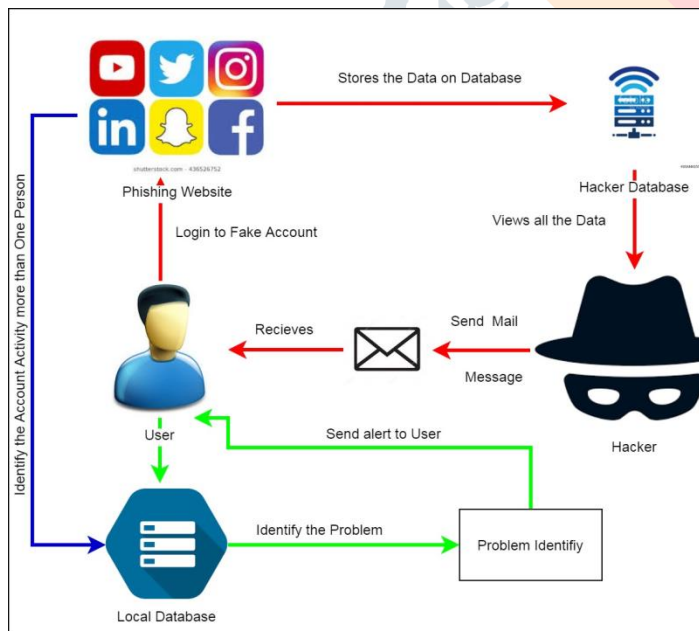 Stores the Data on Database
in
shutterstock.com · 436526752
Phishing Website
Hacker Database
Login to Fake Account
Views all the Data
Identify the Account Activity more than One Person
Recieves
Send Mail
Message
User
Send alert to User
Hacker
Identify the Problem
Problem Identifiy
Local Database